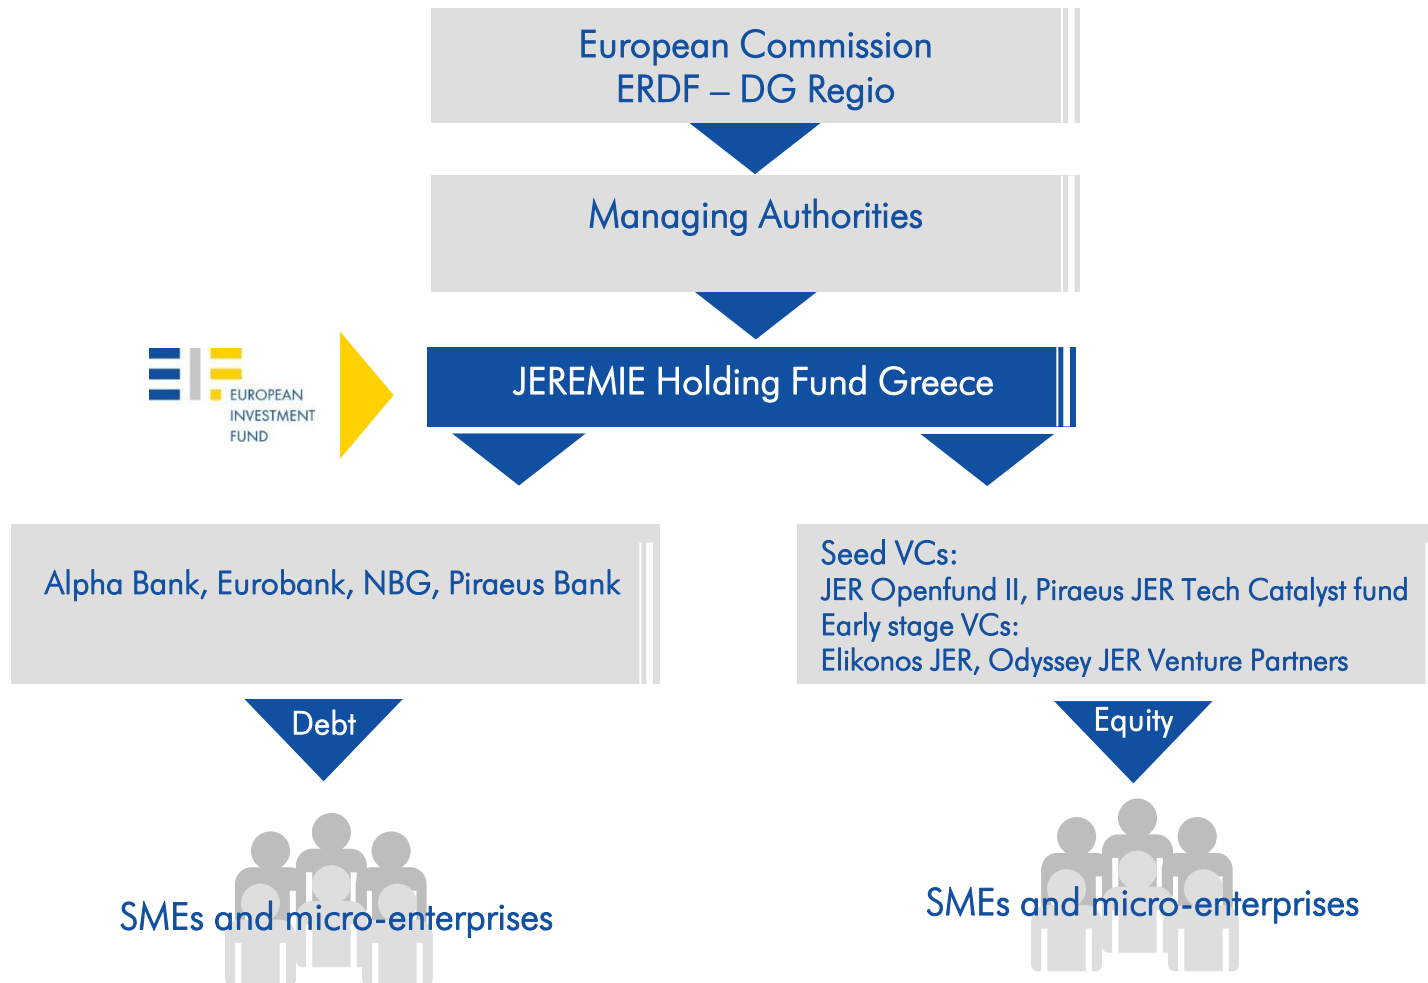 European Commission
ERDF – DG Regio
Managing Authorities
EIF
EUROPEAN
INVESTMENT
FUND
JEREMIE Holding Fund Greece
Alpha Bank, Eurobank, NBG, Piraeus Bank
Seed VCs:
JER Openfund II, Piraeus JER Tech Catalyst fund
Early stage VCs:
Elikonos JER, Odyssey JER Venture Partners
Debt
Equity
SMEs and micro-enterprises
SMEs and micro-enterprises